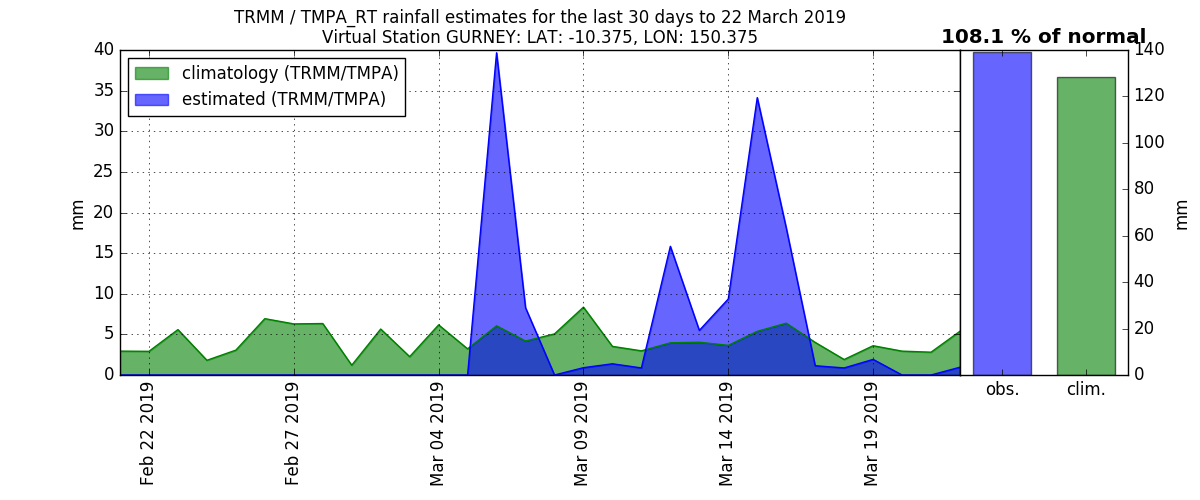 TRMM / TMPA_RT rainfall estimates for the last 30 days to 22 March 2019
Virtual Station GURNEY: LAT: -10.375, LON: 150.375
108.1 % of normal
climatology (TRMM/TMPA)
estimated (TRMM/TMPA)
mm
40
35
30
25
20
15
10
5
0
Feb 22 2019
Feb 27 2019
Mar 04 2019
Mar 09 2019
Mar 14 2019
Mar 19 2019
obs.
clim.
140
120
100
80
60
40
20
0
mm